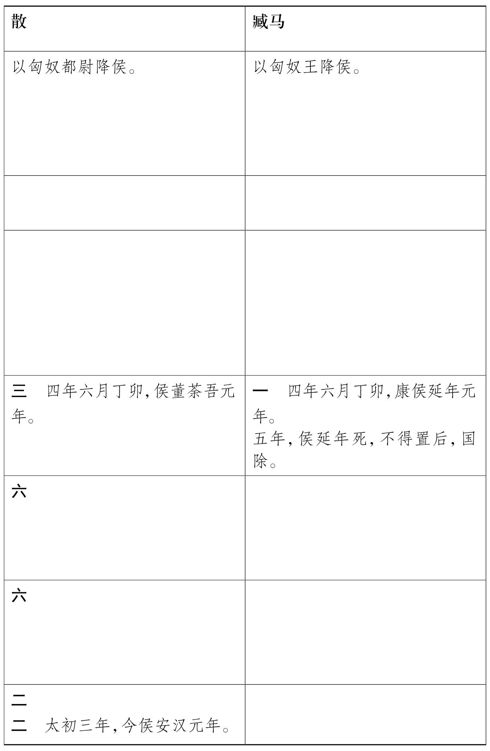 散
臧马
以匈奴都尉降侯。
以匈奴王降侯。
三 四年六月丁卯，侯董荼吾元
年。
一 四年六月丁卯，康侯延年元
年。
五年，侯延年死，不得置后，国
除。
六
六
二
二 太初三年，今侯安汉元年。